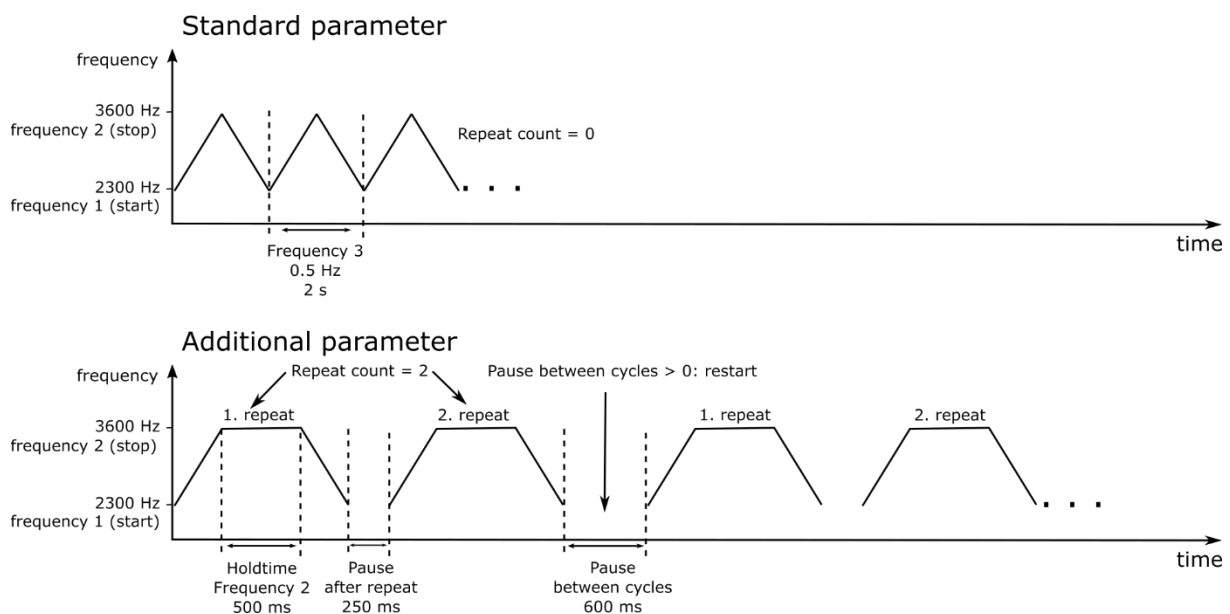 Standard parameter
frequency
3600 Hz
frequency 2 (stop)
Repeat count = 0
2300 Hz
frequency 1 (start)
time
Frequency 3
0.5 Hz
2 s
Additional parameter
frequency
Repeat count = 2
Pause between cycles > 0: restart
1. repeat
2. repeat
1. repeat
2. repeat
3600 Hz
frequency 2 (stop)
2300 Hz
frequency 1 (start)
time
Holdtime
Frequency 2
500 ms
Pause
after repeat
250 ms
Pause
between cycles
600 ms